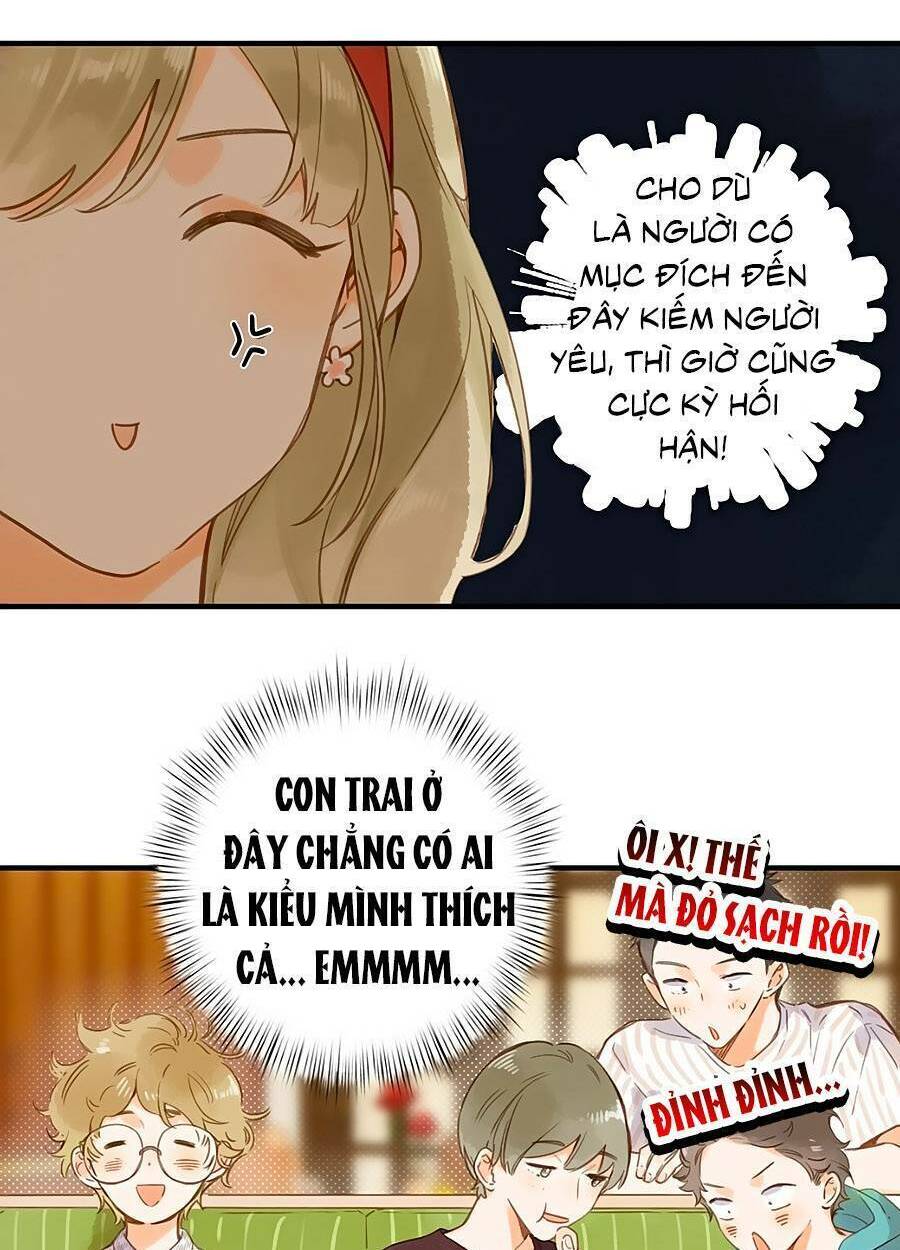 CHO DÙ
LÀ NGƯỜI CÓ
MỤC ĐÍCH ĐẾN
ĐÂY KIẾM NGƯỜI
YÊU, THÌ GIỜ CŨNG
CỰC KỲ HỐI
HẬN!
CON TRAI Ở
ĐÂY CHẲNG CÓ AI
LÀ KIỂU MÌNH THÍCH
CẢ... EMMMM...
ÔI XỊ THẾ
MÀ ĐỎ SẠCH RỒI!
ĐỈNH ĐỈNH...